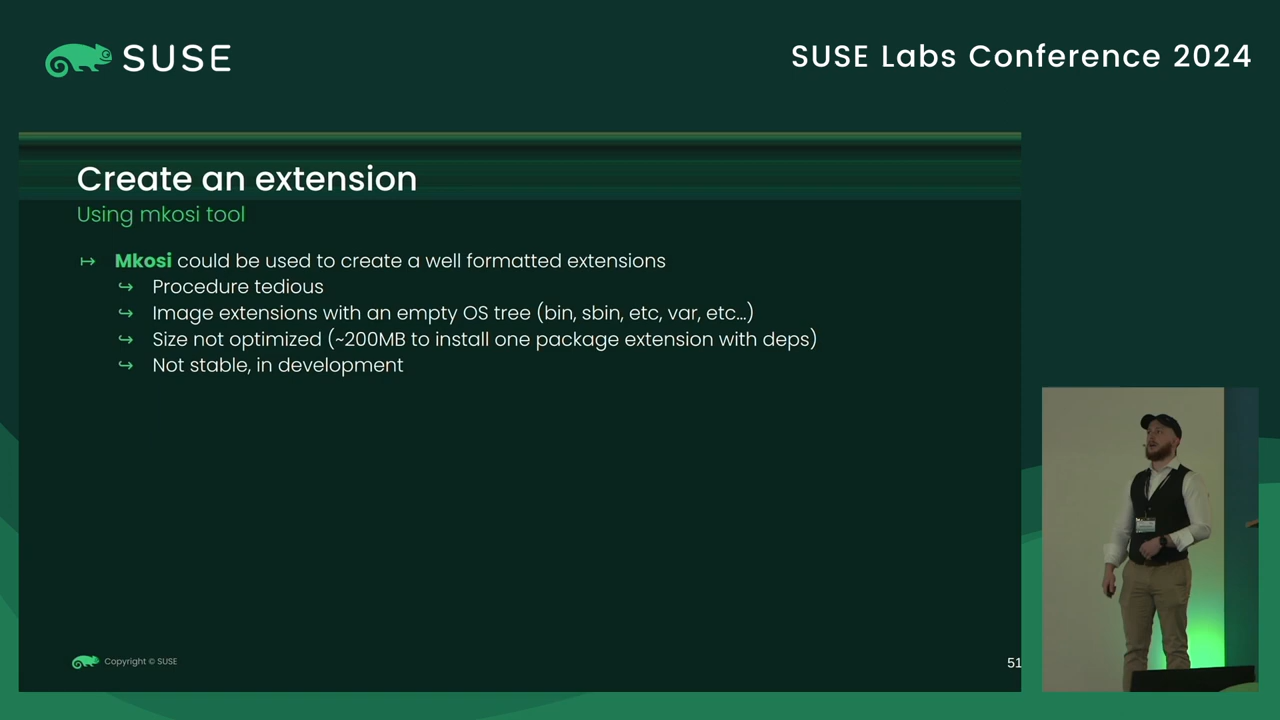 SUSE
SUSE Labs Conference 2024
Create an extension
Using mkosi tool
↦ Mkosi could be used to create a well formatted extensions
↪ Procedure tedious
↪ Image extensions with an empty OS tree (bin, sbin, etc, var, etc...)
↪ Size not optimized (~200MB to install one package extension with deps)
↪ Not stable, in development
Copyright © SUSE
51